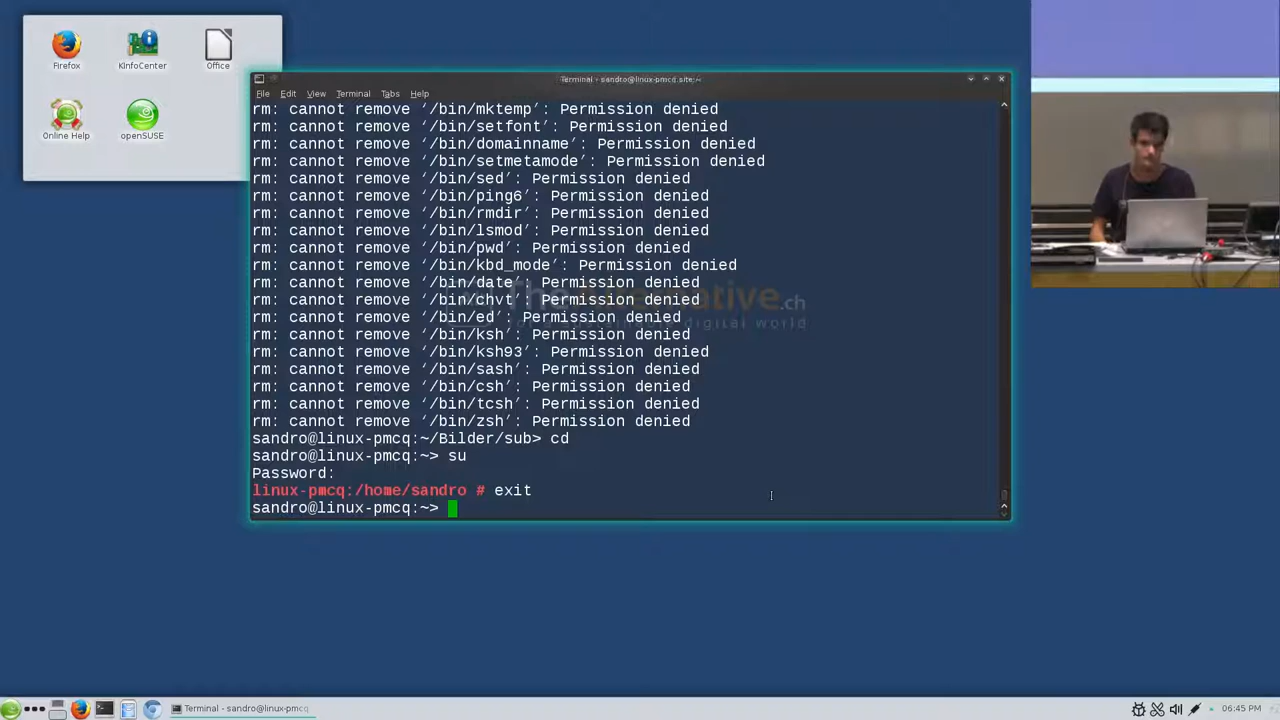 Firefox
KInfoCenter
Office
Online Help
openSUSE
Terminal - sandro@linux-pmcq.site:~
File Edit View Terminal Tabs Help
rm: cannot remove ‘/bin/mktemp’: Permission denied
rm: cannot remove ‘/bin/setfont’: Permission denied
rm: cannot remove ‘/bin/domainname’: Permission denied
rm: cannot remove ‘/bin/setmetamode’: Permission denied
rm: cannot remove ‘/bin/sed’: Permission denied
rm: cannot remove ‘/bin/ping6’: Permission denied
rm: cannot remove ‘/bin/rmdir’: Permission denied
rm: cannot remove ‘/bin/lsmod’: Permission denied
rm: cannot remove ‘/bin/pwd’: Permission denied
rm: cannot remove ‘/bin/kbd_mode’: Permission denied
rm: cannot remove ‘/bin/date’: Permission denied
rm: cannot remove ‘/bin/chvt’: Permission denied
rm: cannot remove ‘/bin/ed’: Permission denied
rm: cannot remove ‘/bin/ksh’: Permission denied
rm: cannot remove ‘/bin/ksh93’: Permission denied
rm: cannot remove ‘/bin/sash’: Permission denied
rm: cannot remove ‘/bin/csh’: Permission denied
rm: cannot remove ‘/bin/tcsh’: Permission denied
rm: cannot remove ‘/bin/zsh’: Permission denied
sandro@linux-pmcq:~/Bilder/sub> cd
sandro@linux-pmcq:~> su
Password:
linux-pmcq:/home/sandro # exit
sandro@linux-pmcq:~>
TheAlternative.ch
for a sustainable digital world
Terminal - sandro@linux-pmcq
06:45 PM